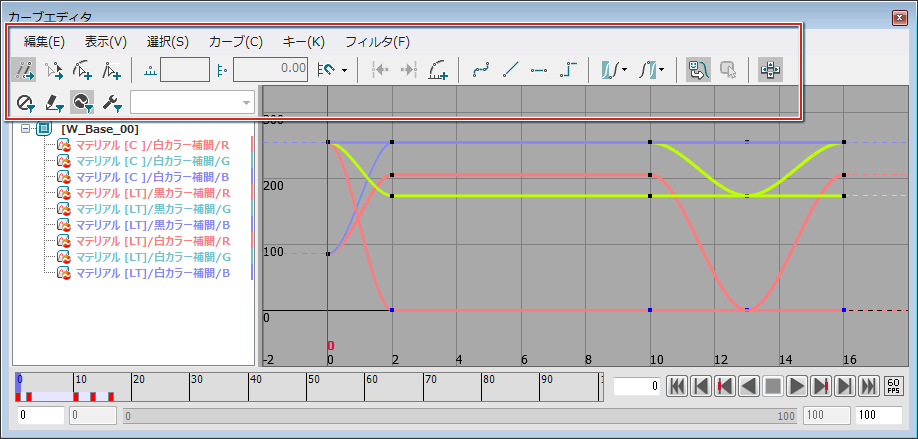 カーブエディタ
編集(E) 表示(V) 選択(S) カーブ(C) キー(K) フィルタ(F)
0.00
[W_Base_00]
マテリアル [C ]/白カラー補間/R
マテリアル [C ]/白カラー補間/G
マテリアル [C ]/白カラー補間/B
マテリアル [LT]/黒カラー補間/R
マテリアル [LT]/黒カラー補間/G
マテリアル [LT]/黒カラー補間/B
マテリアル [LT]/白カラー補間/R
マテリアル [LT]/白カラー補間/G
マテリアル [LT]/白カラー補間/B
300
200
100
0
0
-2 0 2 4 6 8 10 12 14 16
0 10 20 30 40 50 60 70 80 90
0
60 FPS
0 0 0 100 100 100